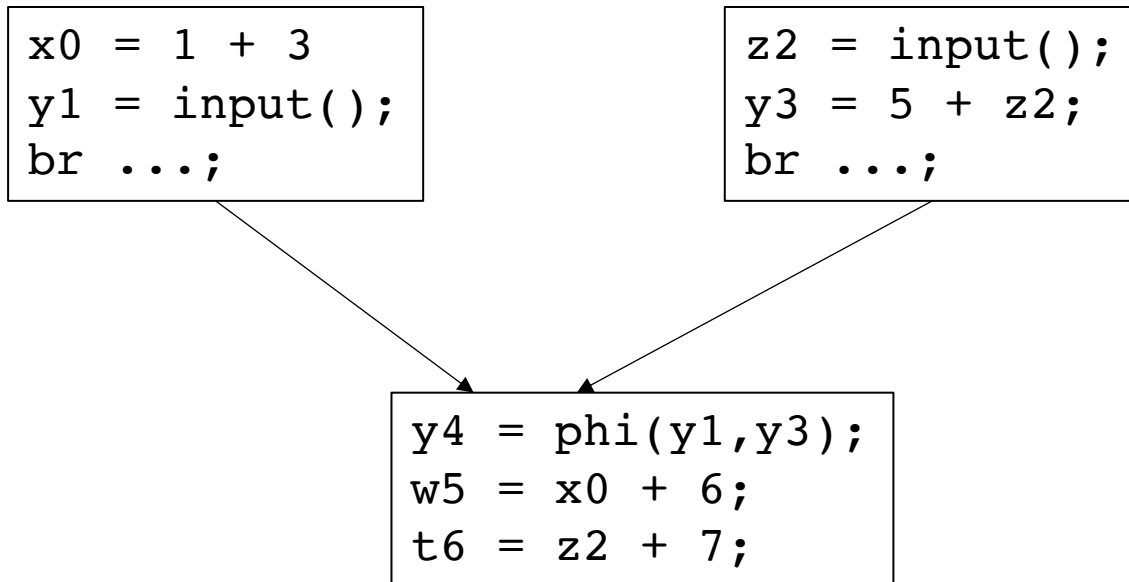 x0 = 1 + 3
y1 = input();
br ...;
z2 = input();
y3 = 5 + z2;
br ...;
y4 = phi(y1,y3);
w5 = x0 + 6;
t6 = z2 + 7;